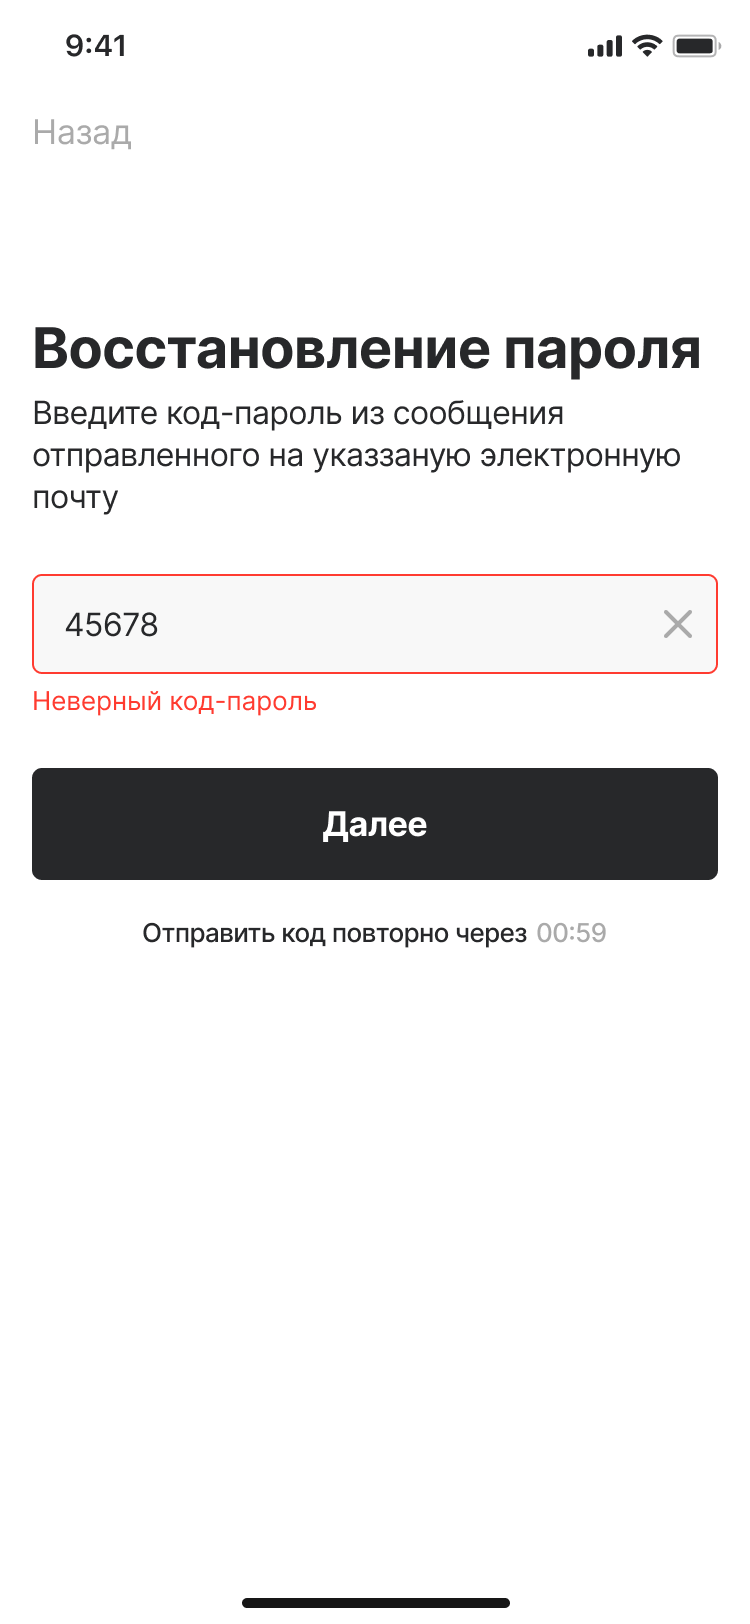 9:41
Назад
Восстановление пароля
Введите код-пароль из сообщения
отправленного на указзаную электронную
почту
45678
Неверный код-пароль
Далее
Отправить код повторно через 00:59